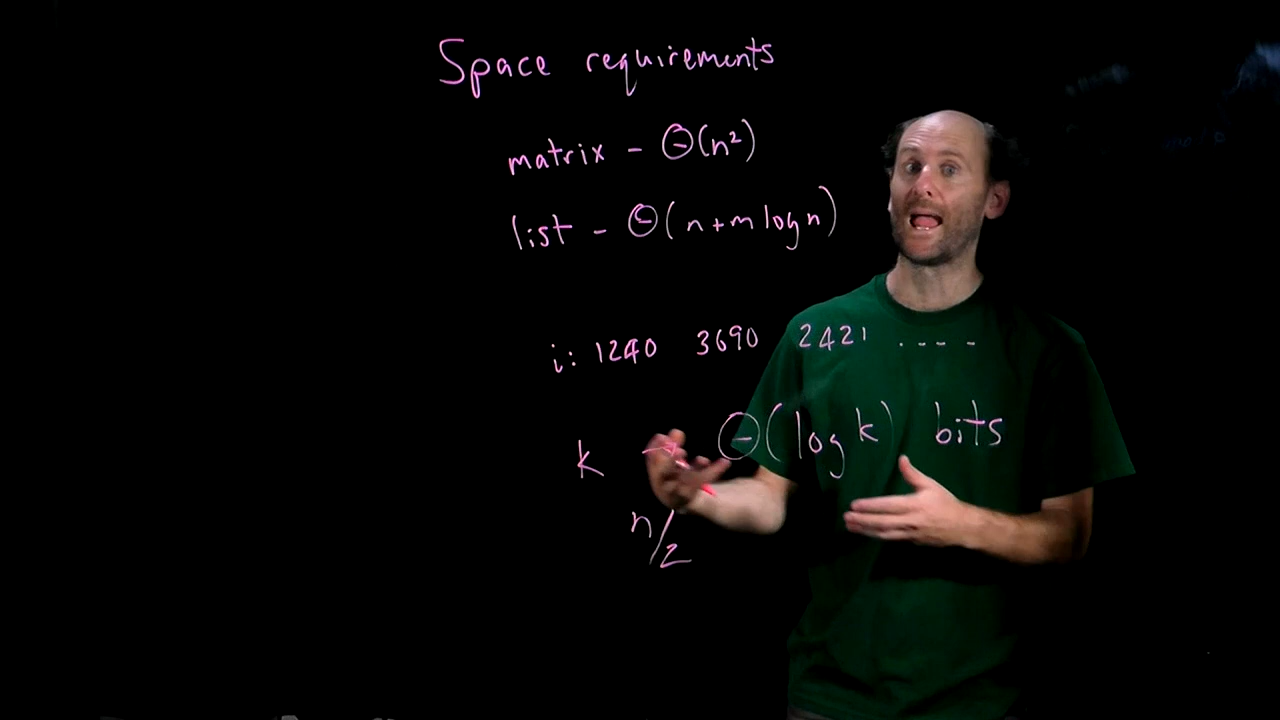 Space requirements
matrix - Θ(n²)
list - Θ(n+m log n)
i: 1240 3690 2421 ....
k → Θ(log k) bits
n/2